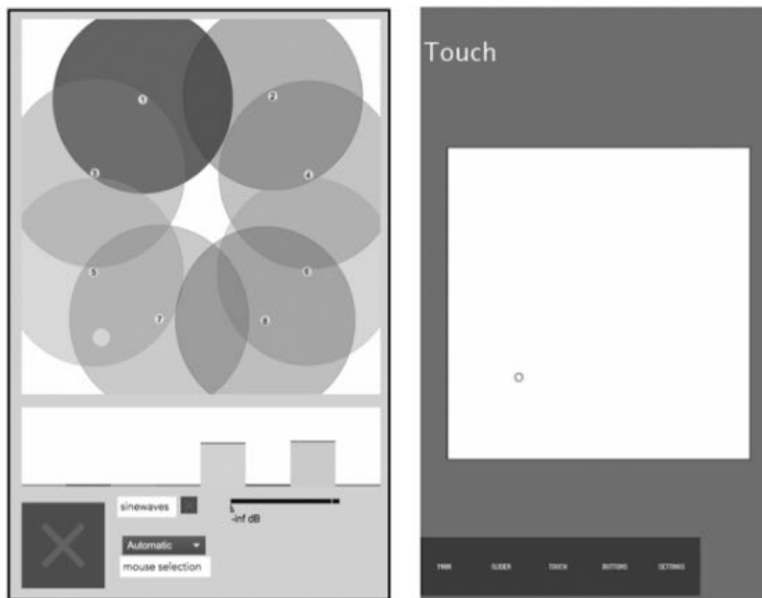 1
2
3
4
5
6
7
8
sinewaves
-inf dB
Automatic
mouse selection
Touch
MAIN SLIDER TOUCH BUTTONS SETTINGS